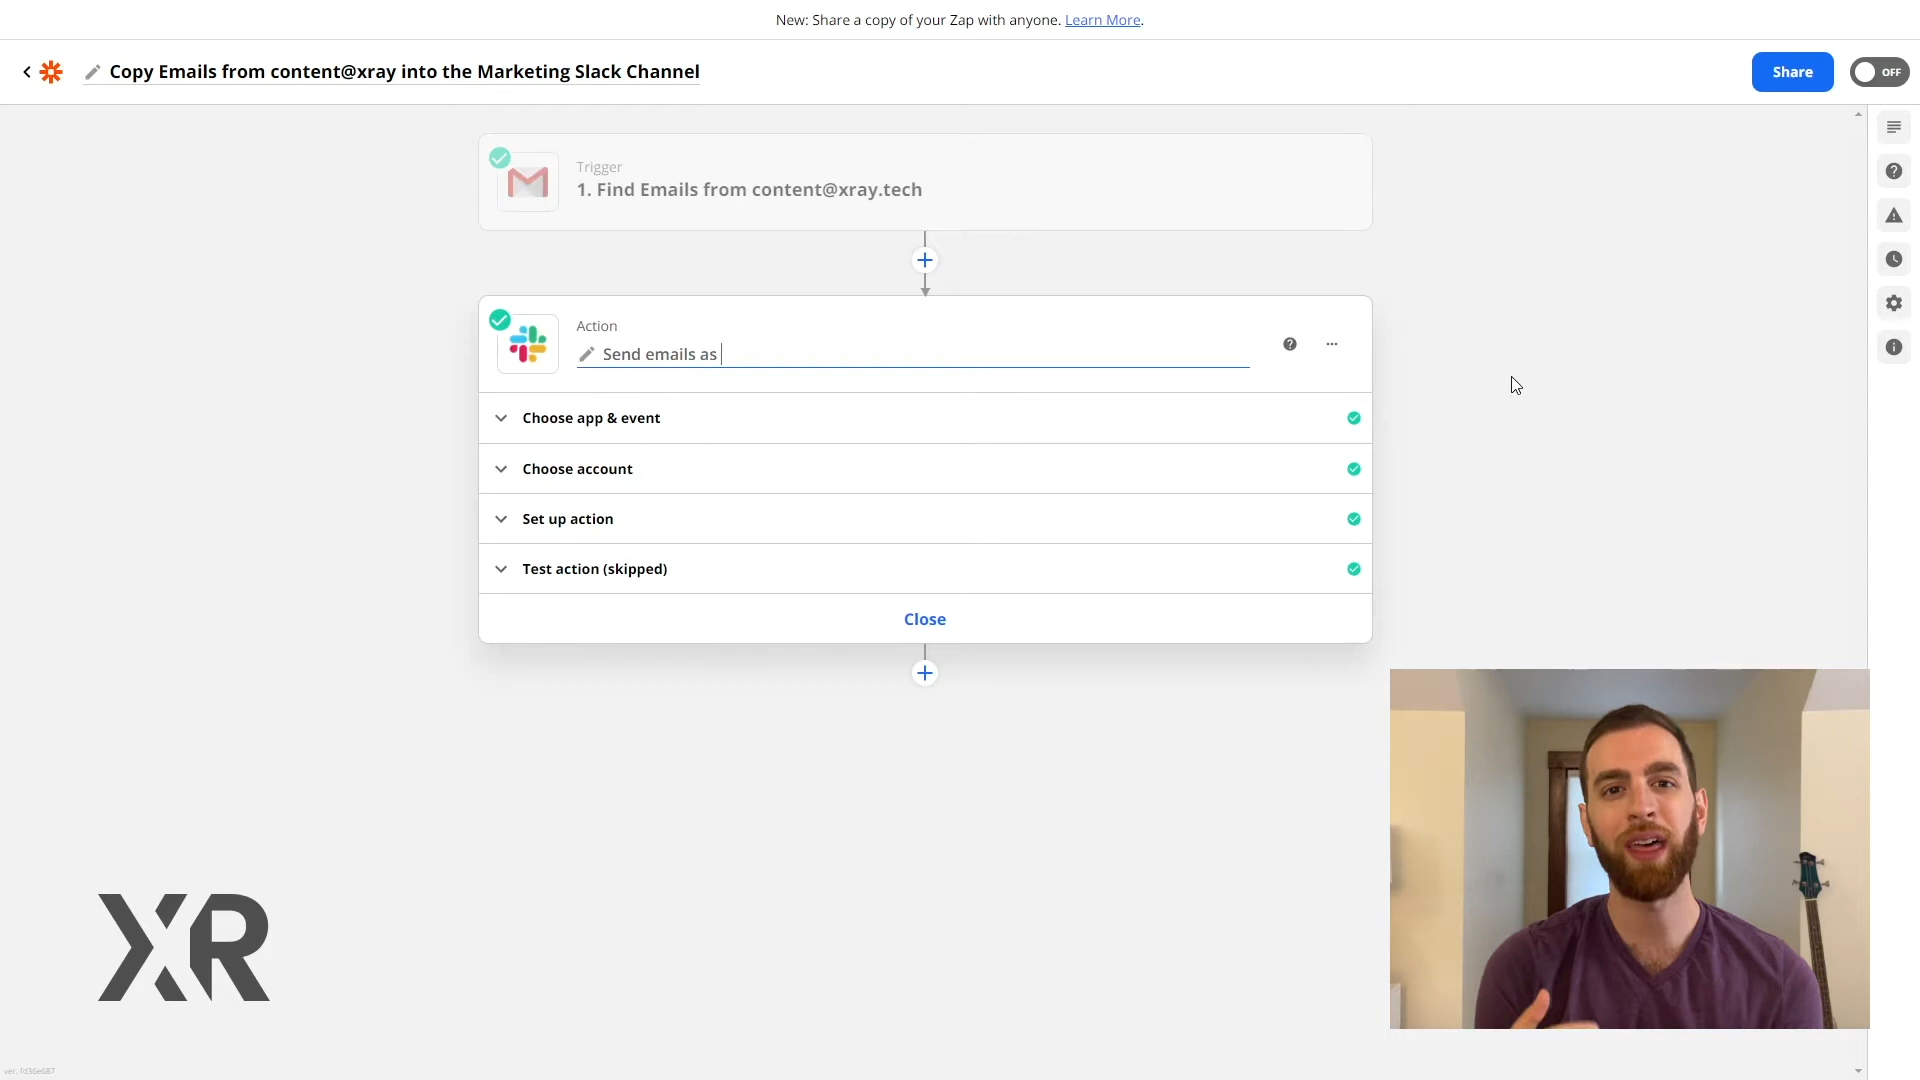 New: Share a copy of your Zap with anyone. Learn More.
Copy Emails from content@xray into the Marketing Slack Channel
Share
OFF
Trigger
1. Find Emails from content@xray.tech
Action
Send emails as
Choose app & event
Choose account
Set up action
Test action (skipped)
Close
XR
ver. fd36e687